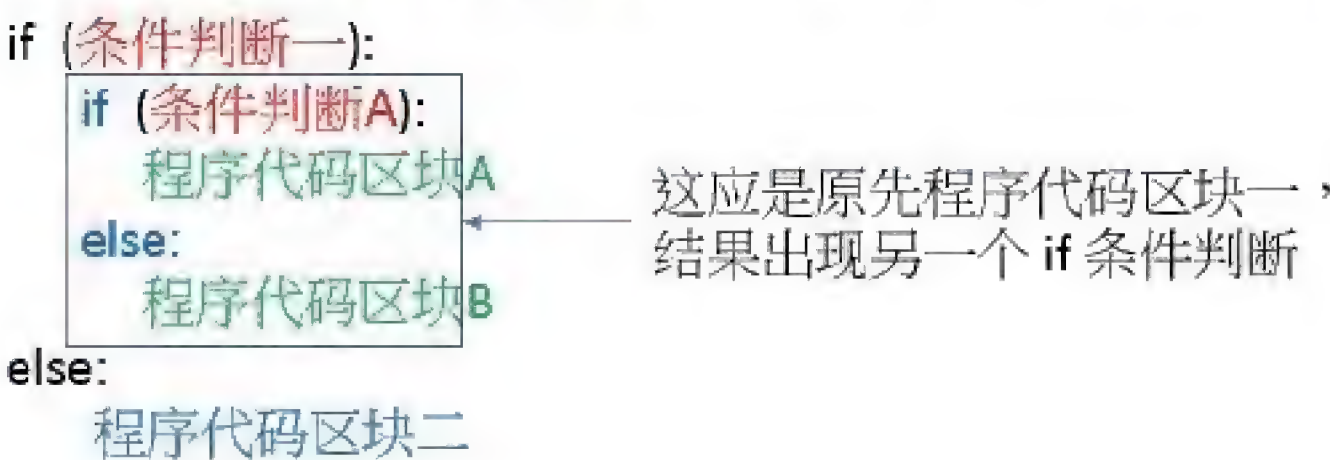 if (条件判断一):
if (条件判断A):
程序代码区块A
else:
程序代码区块B
else:
程序代码区块二
这应是原先程序代码区块一，
结果出现另一个 if 条件判断